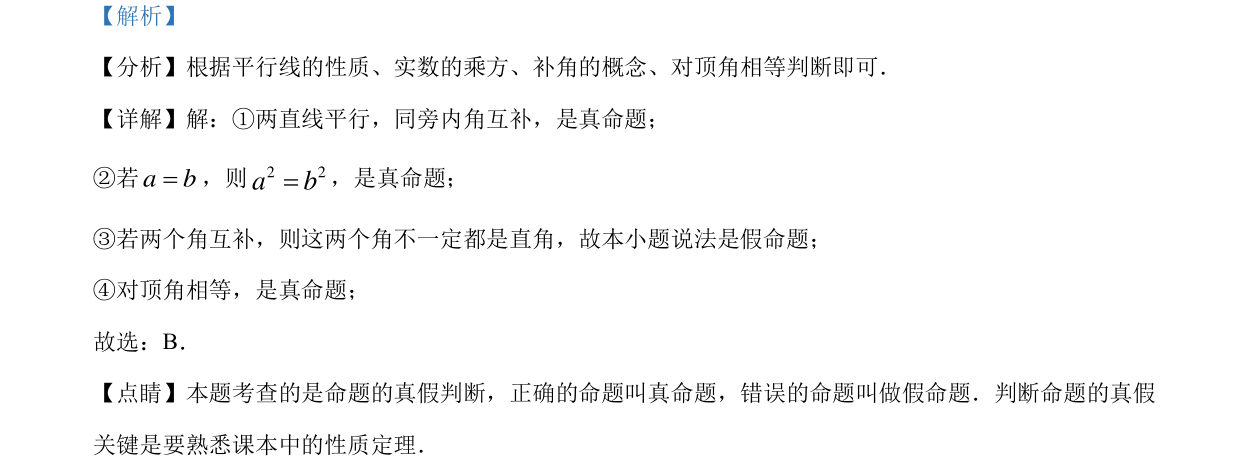 【解析】
【分析】根据平行线的性质、实数的乘方、补角的概念、对顶角相等判断即可．
【详解】解：①两直线平行，同旁内角互补，是真命题；
②若 a = b ，则 a² = b² ，是真命题；
③若两个角互补，则这两个角不一定都是直角，故本小题说法是假命题；
④对顶角相等，是真命题；
故选：B．
【点睛】本题考查的是命题的真假判断，正确的命题叫真命题，错误的命题叫做假命题．判断命题的真假
关键是要熟悉课本中的性质定理．